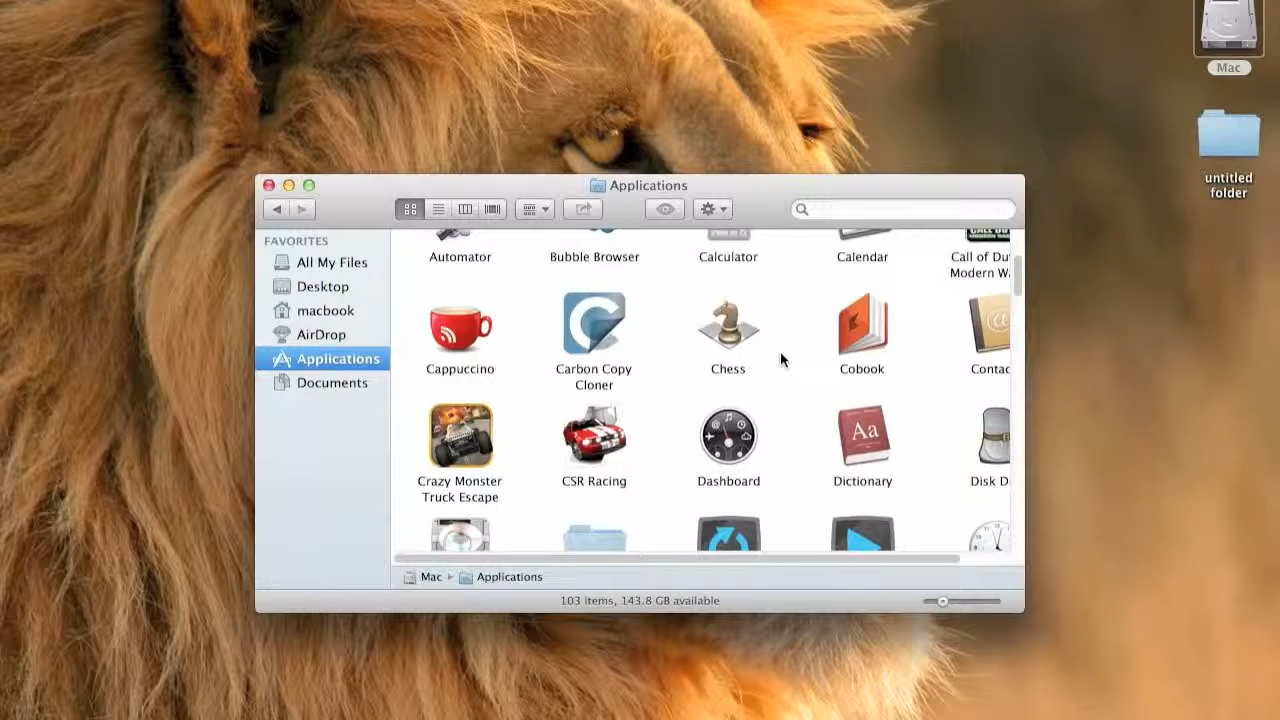 Mac
untitled
folder
Applications
FAVORITES
All My Files
Desktop
macbook
AirDrop
Applications
Documents
Automator
Bubble Browser
Calculator
Calendar
Call of Du
Modern Wa
Cappuccino
Carbon Copy
Cloner
Chess
Cobook
Contac
Crazy Monster
Truck Escape
CSR Racing
Dashboard
Aa
Dictionary
Disk D
Mac
Applications
103 items, 143.8 GB available